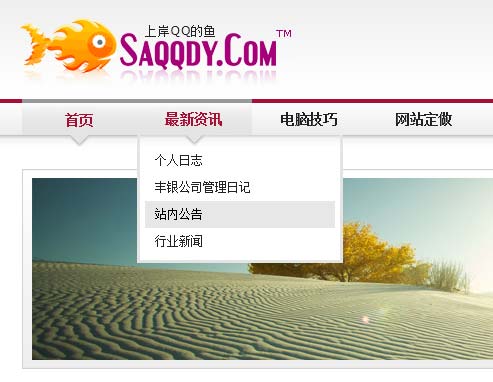 上岸QQ的鱼
SAQQDY.COM™
首页 最新资讯 电脑技巧 网站定做
个人日志
丰银公司管理日记
站内公告
行业新闻